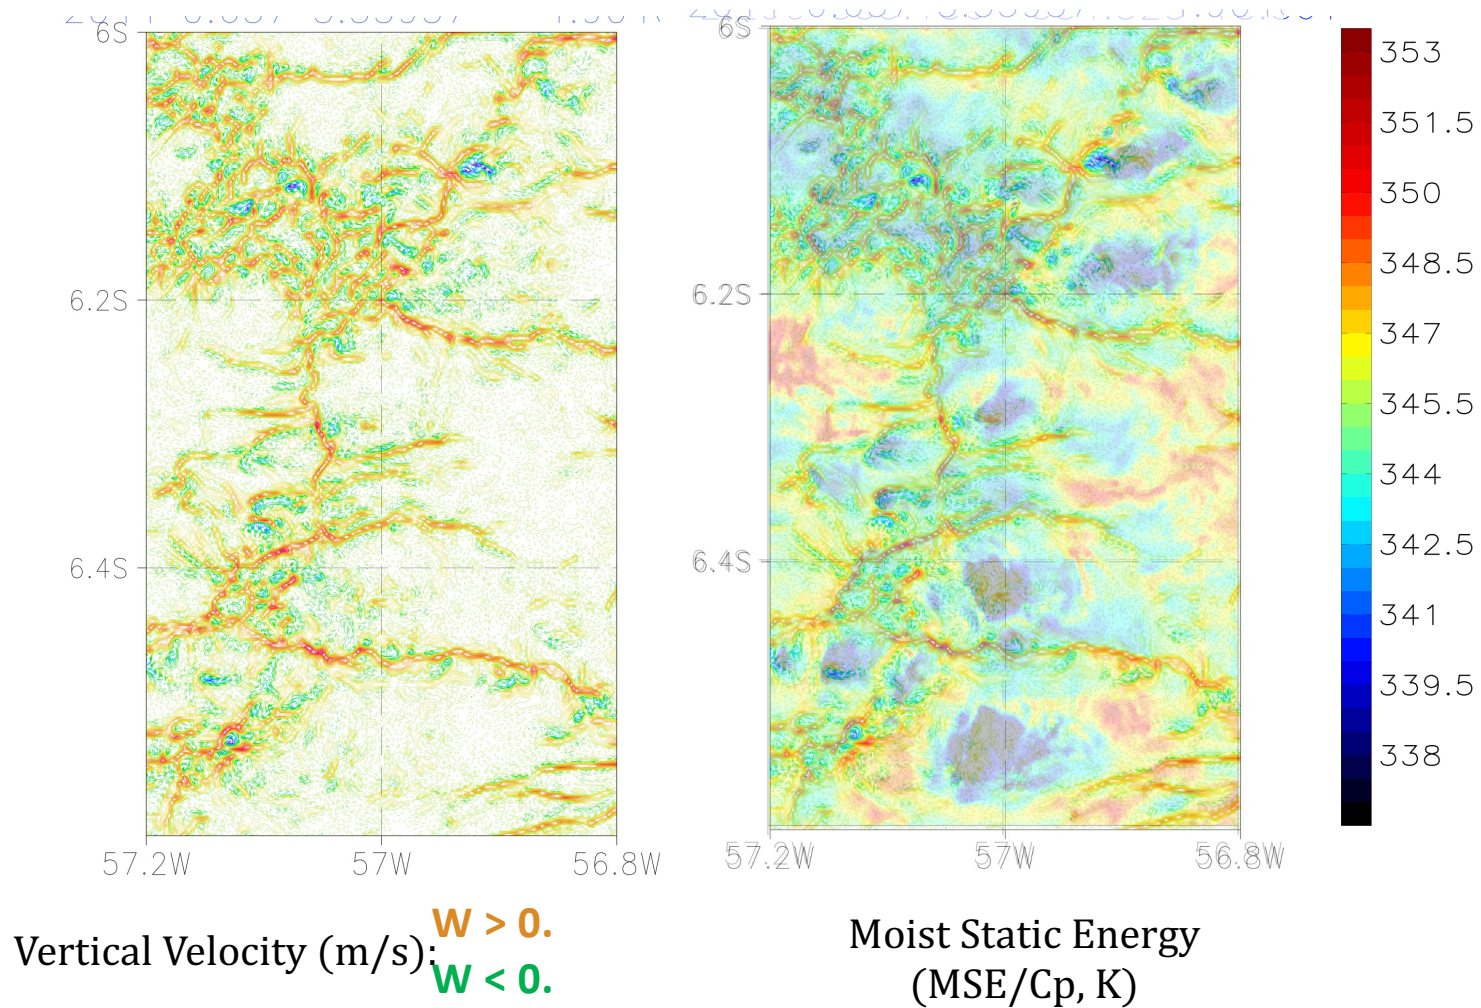 6S
6.2S
6.4S
57.2W
57W
56.8W
6S
6.2S
6.4S
57.2W
57W
56.8W
353
351.5
350
348.5
347
345.5
344
342.5
341
339.5
338
Vertical Velocity (m/s):
W > 0.
W < 0.
Moist Static Energy
(MSE/Cp, K)